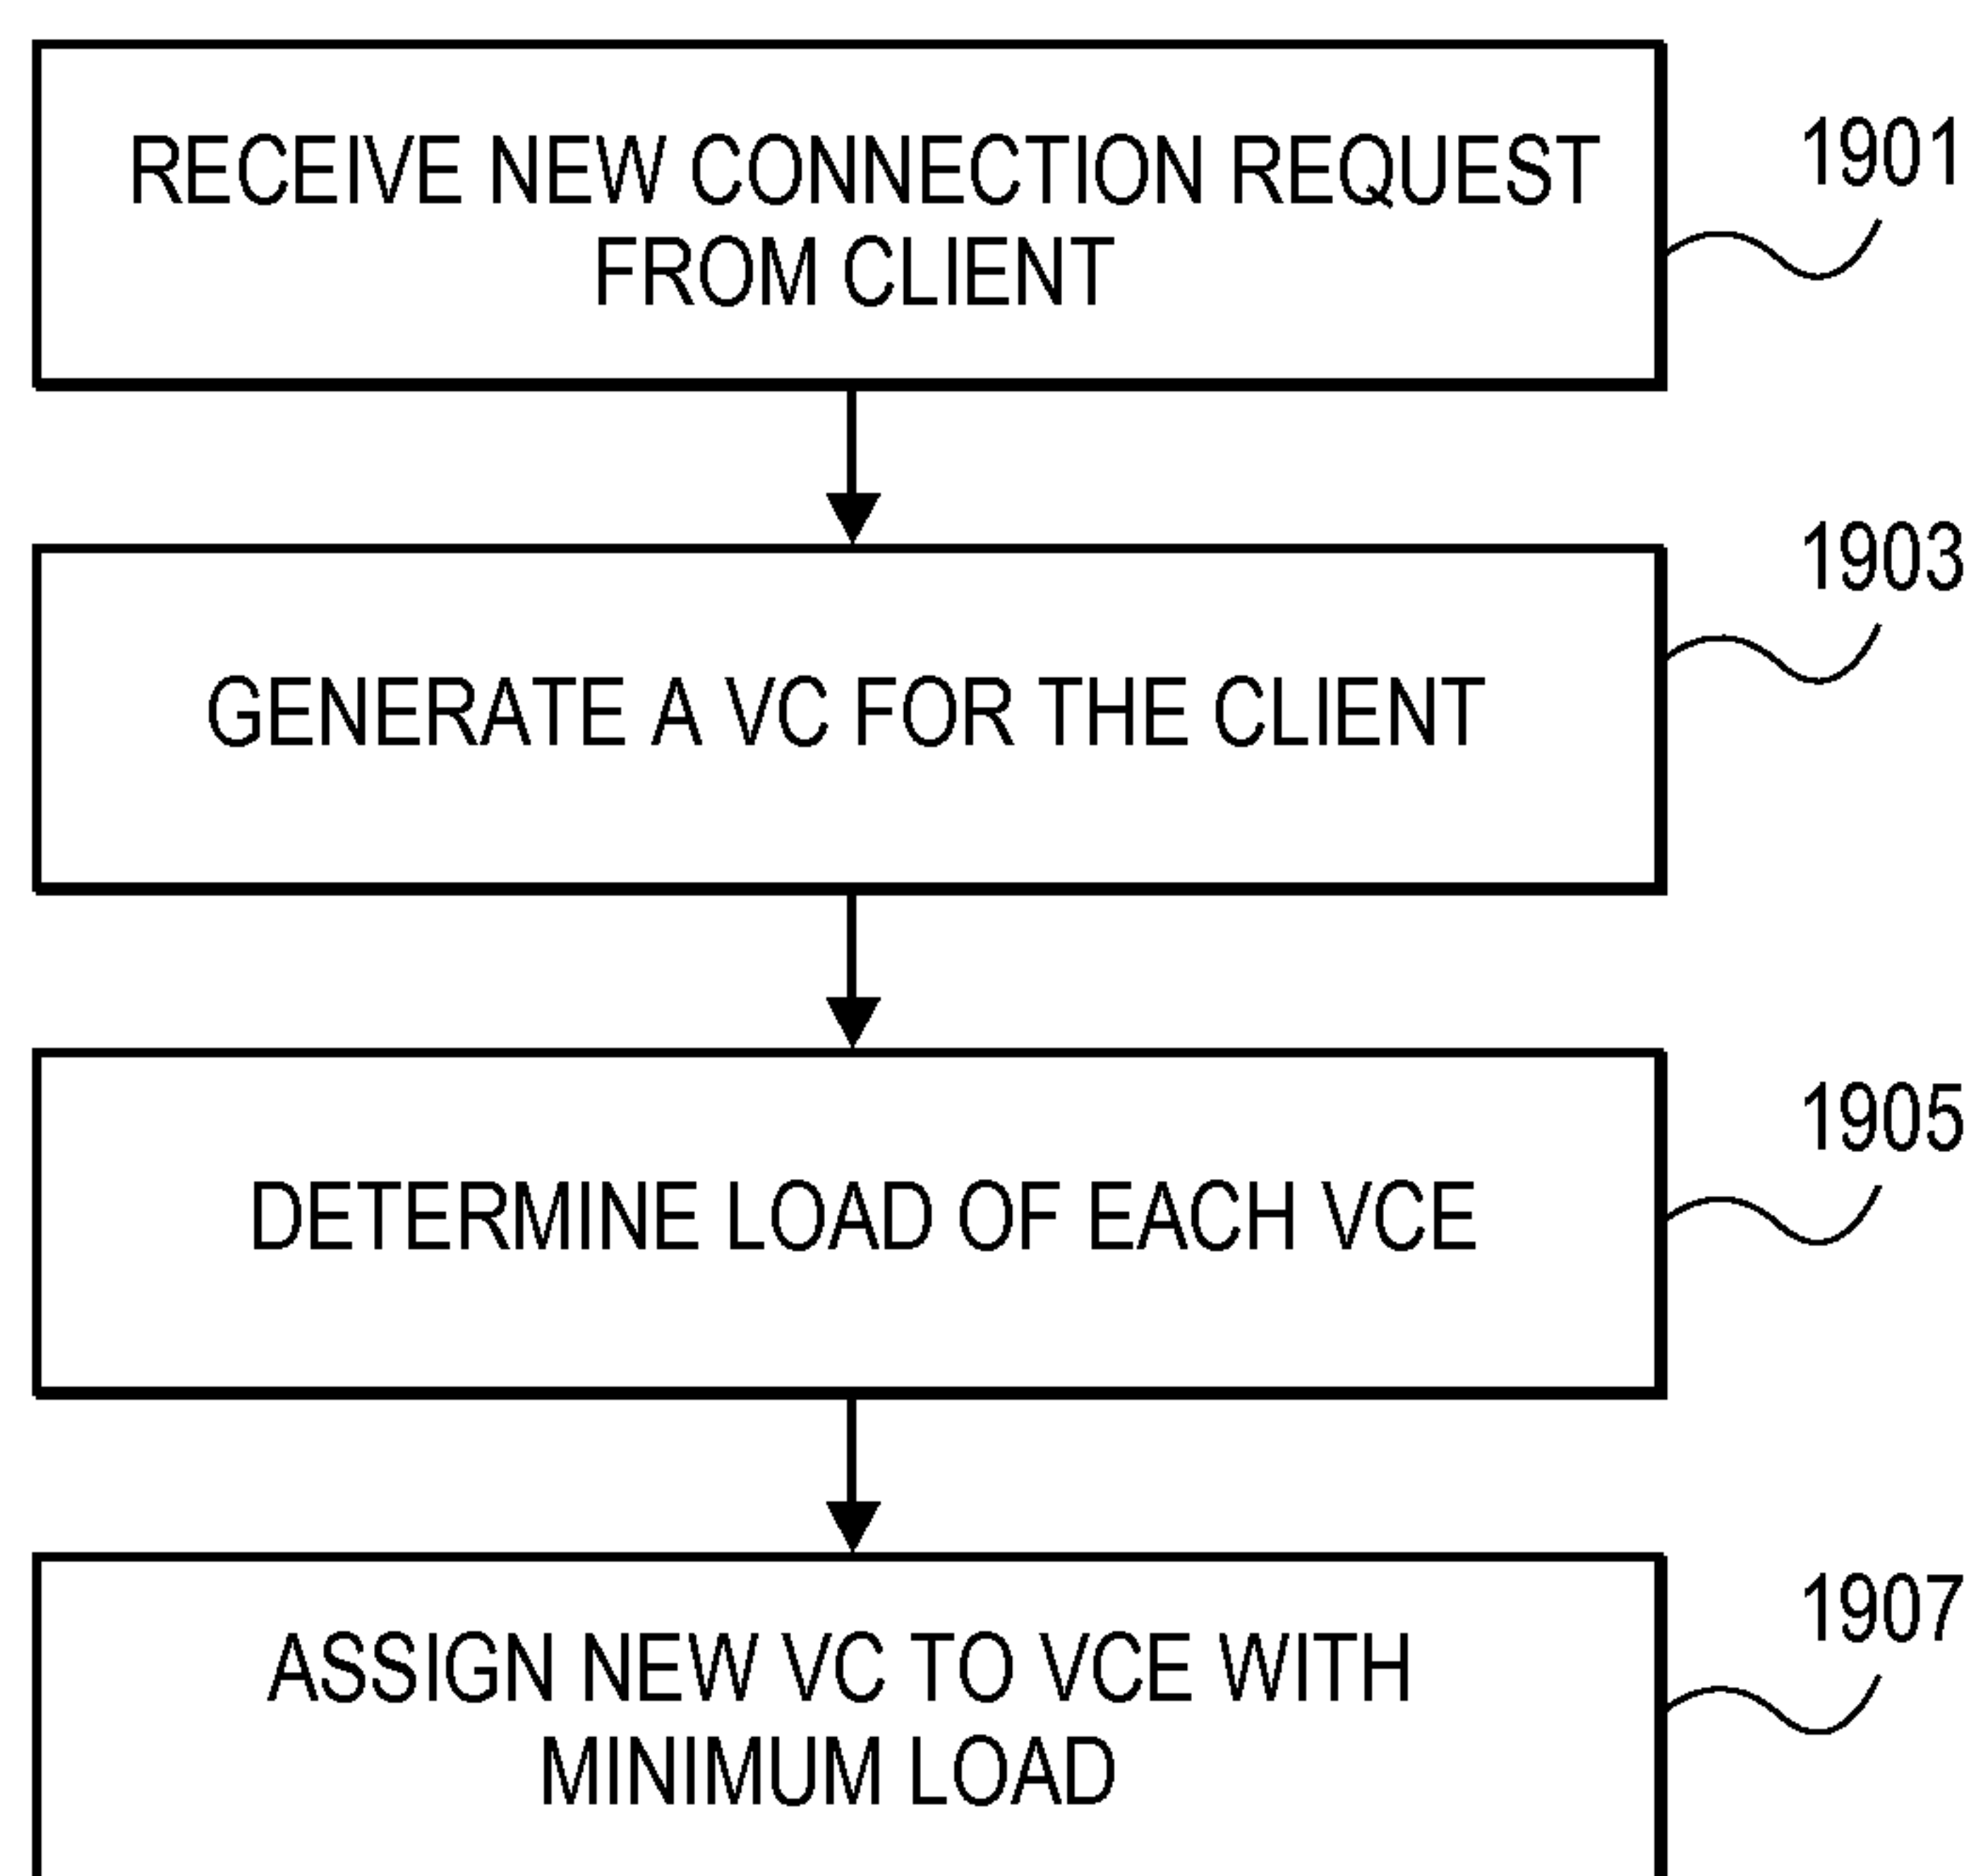 RECEIVE NEW CONNECTION REQUEST
FROM CLIENT
1901
GENERATE A VC FOR THE CLIENT
1903
DETERMINE LOAD OF EACH VCE
1905
ASSIGN NEW VC TO VCE WITH
MINIMUM LOAD
1907